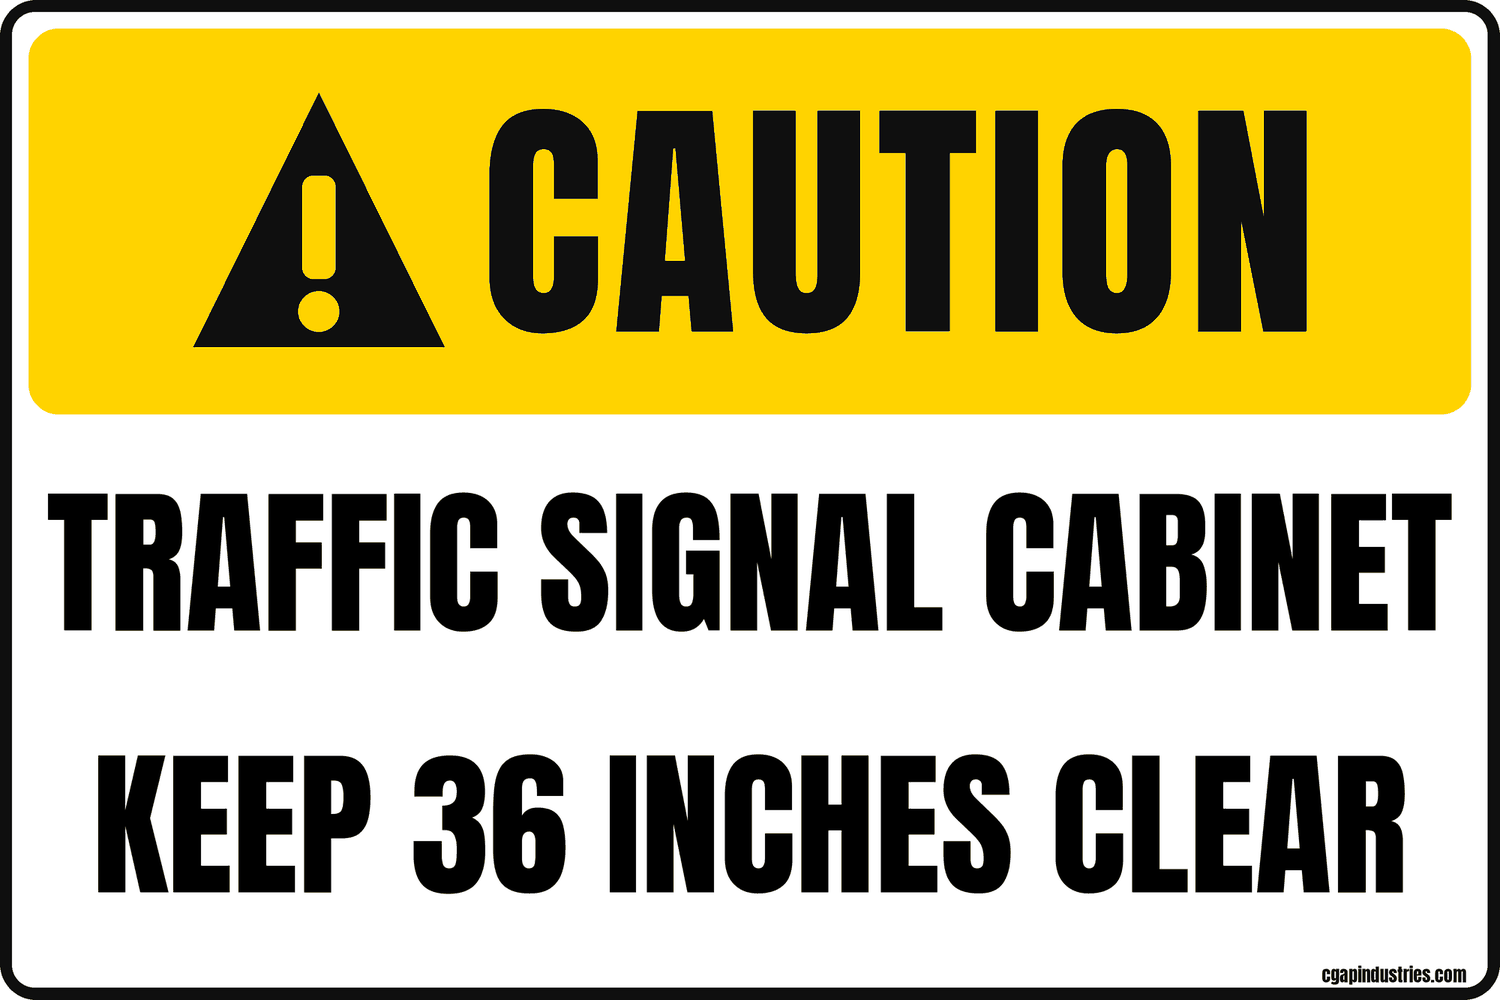 CAUTION
TRAFFIC SIGNAL CABINET
KEEP 36 INCHES CLEAR
cgapindustries.com